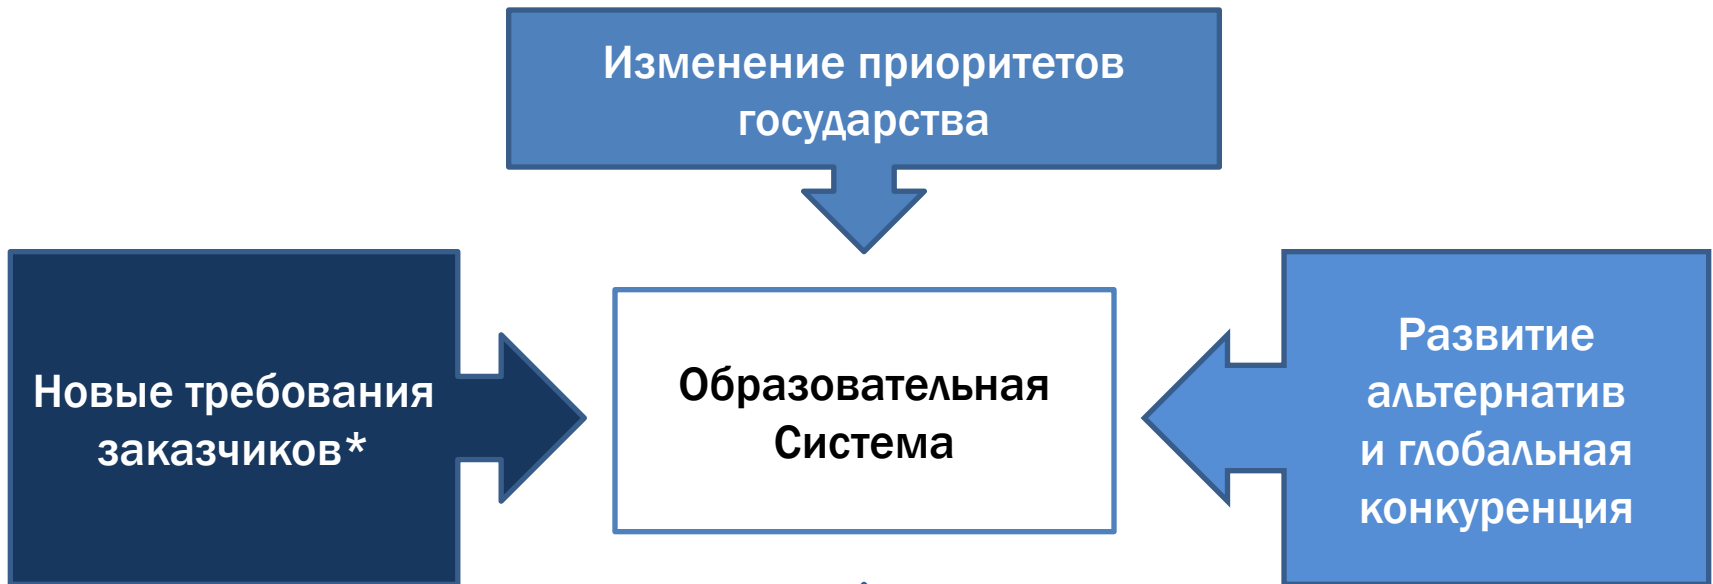 Изменение приоритетов
государства
Новые требования
заказчиков*
Образовательная
Система
Развитие
альтернатив
и глобальная
конкуренция